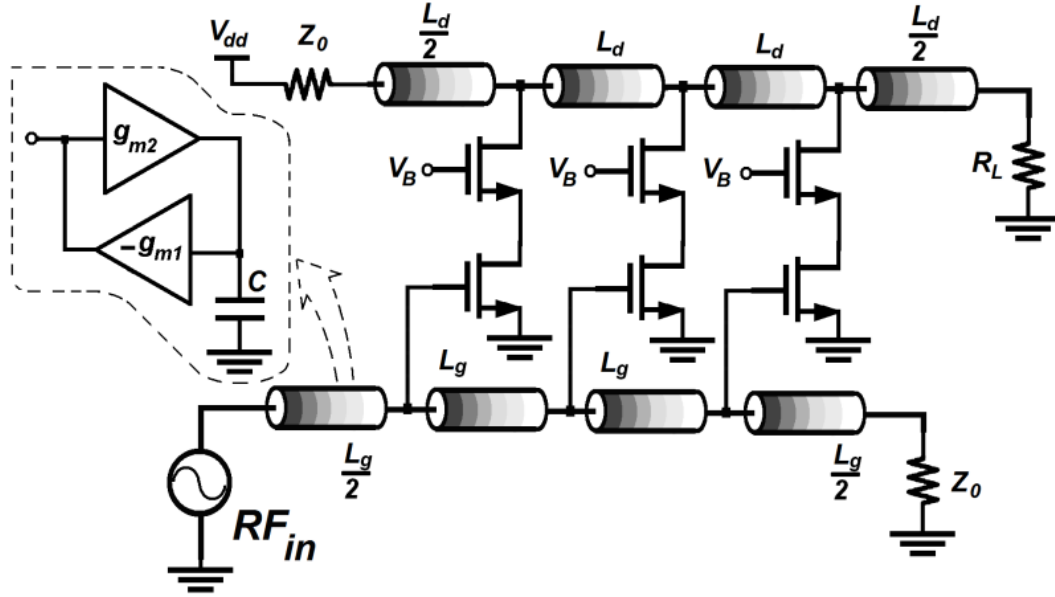 V_dd
Z_0
L_d/2
L_d
L_d
L_d/2
g_m2
-g_m1
C
V_B
V_B
V_B
R_L
L_g
L_g
L_g/2
L_g/2
Z_0
RF_in